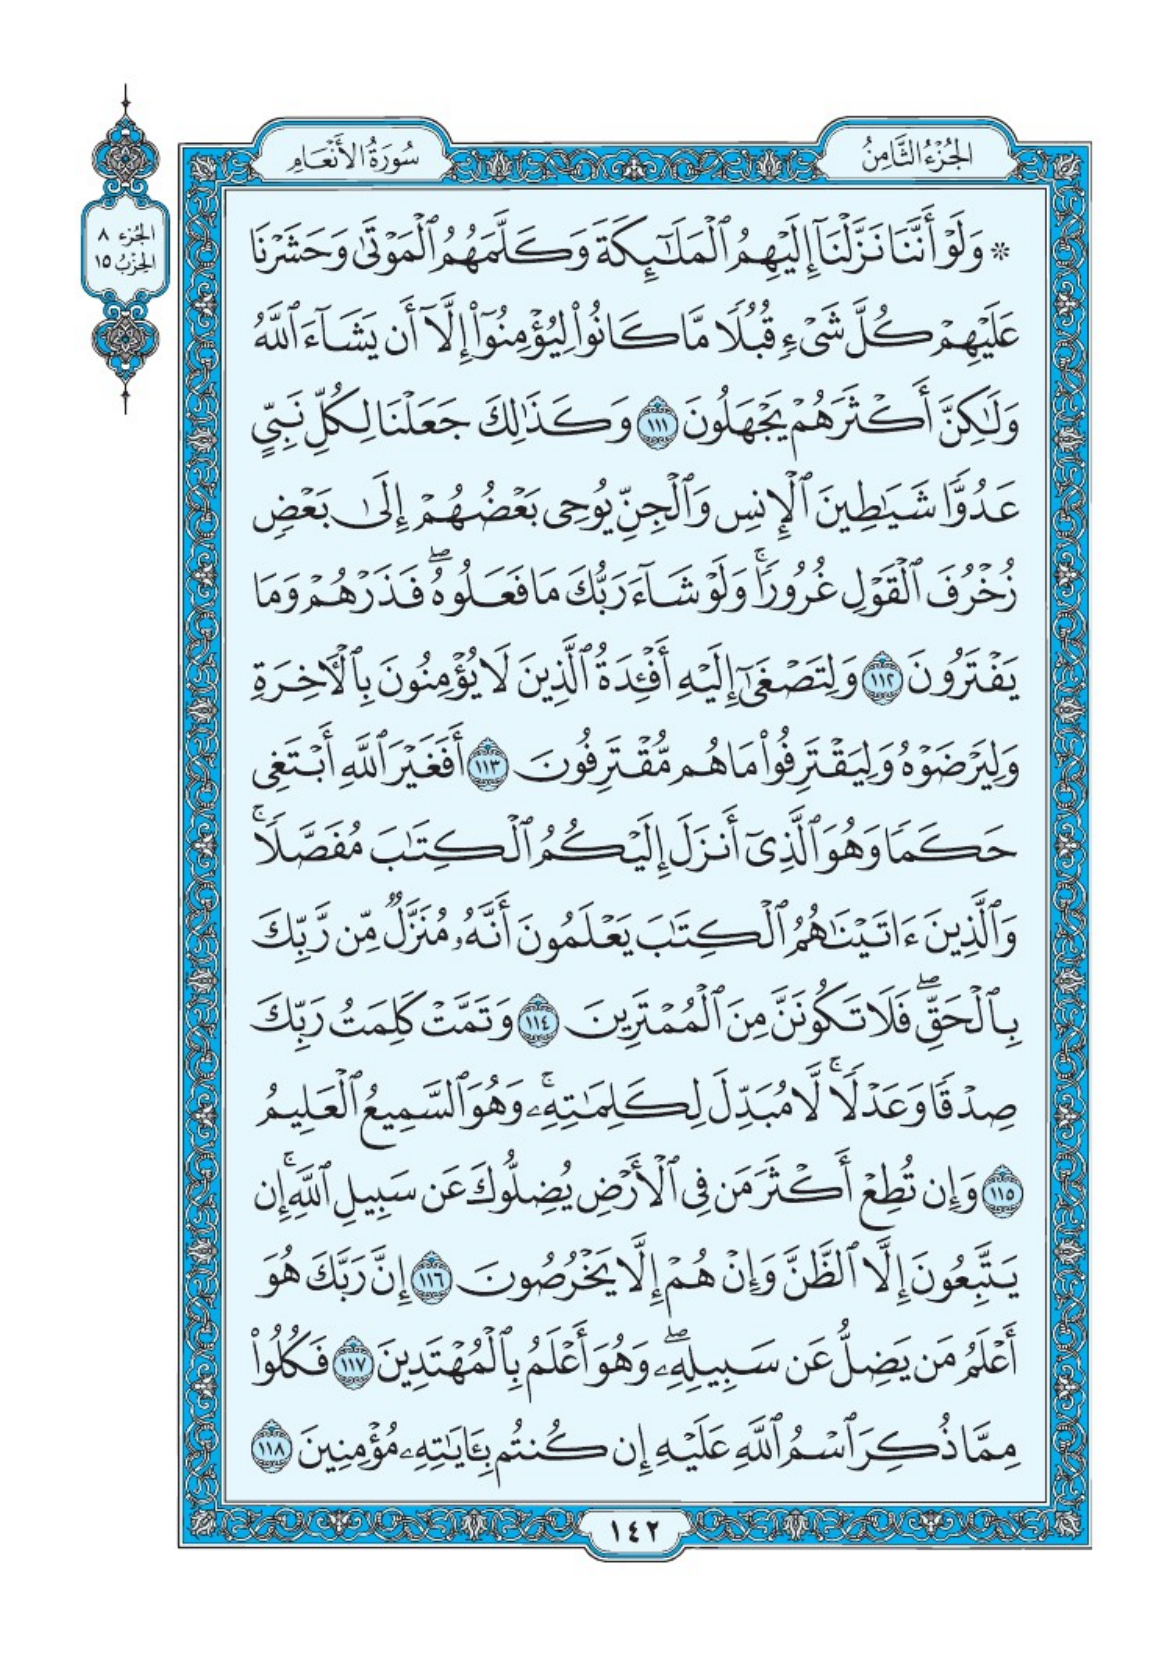 الجُزْءُ الثَّامِنُ
سُورَةُ الأَنْعَامِ
الجُزء ٨
الحِزْبُ ١٥
* وَلَوْ أَنَّنَا نَزَّلْنَآ إِلَيْهِمُ ٱلْمَلَٰٓئِكَةَ وَكَلَّمَهُمُ ٱلْمَوْتَىٰ وَحَشَرْنَا
عَلَيْهِمْ كُلَّ شَىْءٍ قُبُلًا مَّا كَانُوا۟ لِيُؤْمِنُوٓا۟ إِلَّآ أَن يَشَآءَ ٱللَّهُ
وَلَٰكِنَّ أَكْثَرَهُمْ يَجْهَلُونَ ١١١ وَكَذَٰلِكَ جَعَلْنَا لِكُلِّ نَبِىٍّ
عَدُوًّا شَيَٰطِينَ ٱلْإِنسِ وَٱلْجِنِّ يُوحِى بَعْضُهُمْ إِلَىٰ بَعْضٍ
زُخْرُفَ ٱلْقَوْلِ غُرُورًا ۚ وَلَوْ شَآءَ رَبُّكَ مَا فَعَلُوهُ ۖ فَذَرْهُمْ وَمَا
يَفْتَرُونَ ١١٢ وَلِتَصْغَىٰٓ إِلَيْهِ أَفْـِٔدَةُ ٱلَّذِينَ لَا يُؤْمِنُونَ بِٱلْـَٔاخِرَةِ
وَلِيَرْضَوْهُ وَلِيَقْتَرِفُوا۟ مَا هُم مُّقْتَرِفُونَ ١١٣ أَفَغَيْرَ ٱللَّهِ أَبْتَغِى
حَكَمًا وَهُوَ ٱلَّذِىٓ أَنزَلَ إِلَيْكُمُ ٱلْكِتَٰبَ مُفَصَّلًا ۚ
وَٱلَّذِينَ ءَاتَيْنَٰهُمُ ٱلْكِتَٰبَ يَعْلَمُونَ أَنَّهُۥ مُنَزَّلٌ مِّن رَّبِّكَ
بِٱلْحَقِّ ۖ فَلَا تَكُونَنَّ مِنَ ٱلْمُمْتَرِينَ ١١٤ وَتَمَّتْ كَلِمَتُ رَبِّكَ
صِدْقًا وَعَدْلًا ۚ لَّا مُبَدِّلَ لِكَلِمَٰتِهِۦ ۚ وَهُوَ ٱلسَّمِيعُ ٱلْعَلِيمُ
١١٥ وَإِن تُطِعْ أَكْثَرَ مَن فِى ٱلْأَرْضِ يُضِلُّوكَ عَن سَبِيلِ ٱللَّهِ ۚ إِن
يَتَّبِعُونَ إِلَّا ٱلظَّنَّ وَإِنْ هُمْ إِلَّا يَخْرُصُونَ ١١٦ إِنَّ رَبَّكَ هُوَ
أَعْلَمُ مَن يَضِلُّ عَن سَبِيلِهِۦ ۖ وَهُوَ أَعْلَمُ بِٱلْمُهْتَدِينَ ١١٧ فَكُلُوا۟
مِمَّا ذُكِرَ ٱسْمُ ٱللَّهِ عَلَيْهِ إِن كُنتُم بِـَٔايَٰتِهِۦ مُؤْمِنِينَ ١١٨
١٤٢